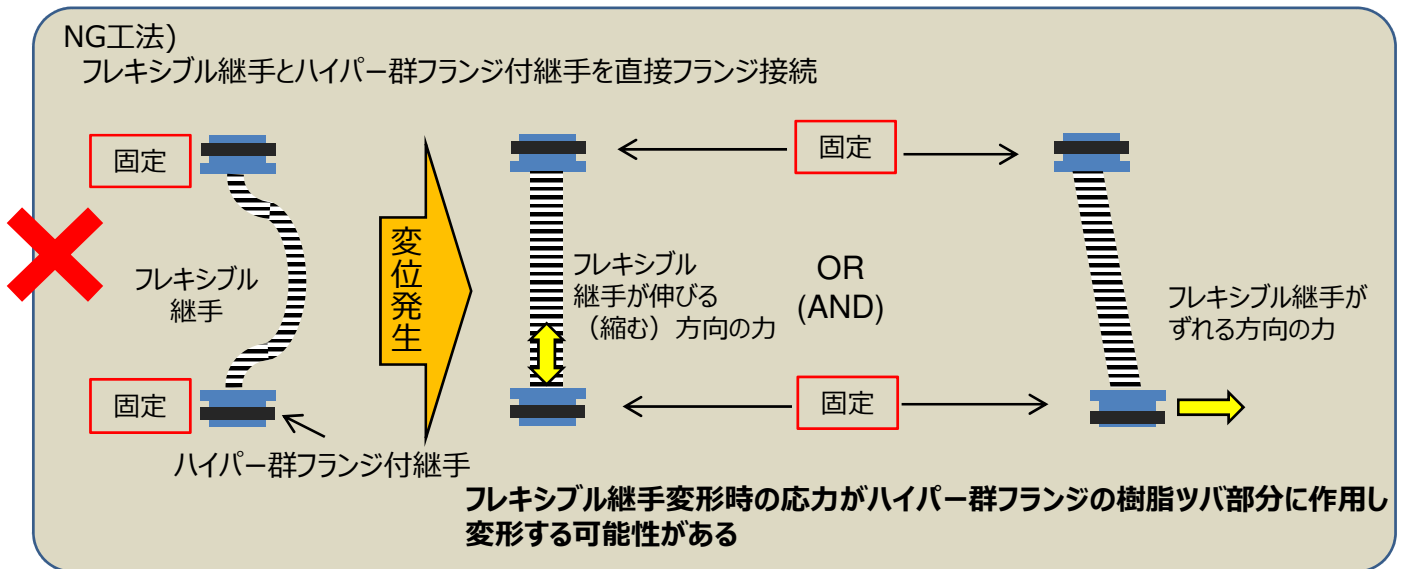 NG工法)
フレキシブル継手とハイパー群フランジ付継手を直接フランジ接続
固定
固定
フレキシブル
継手
ハイパー群フランジ付継手
変位発生
固定
フレキシブル
継手が伸びる
（縮む）方向の力
OR
(AND)
固定
フレキシブル継手が
ずれる方向の力
フレキシブル継手変形時の応力がハイパー群フランジの樹脂ツバ部分に作用し
変形する可能性がある